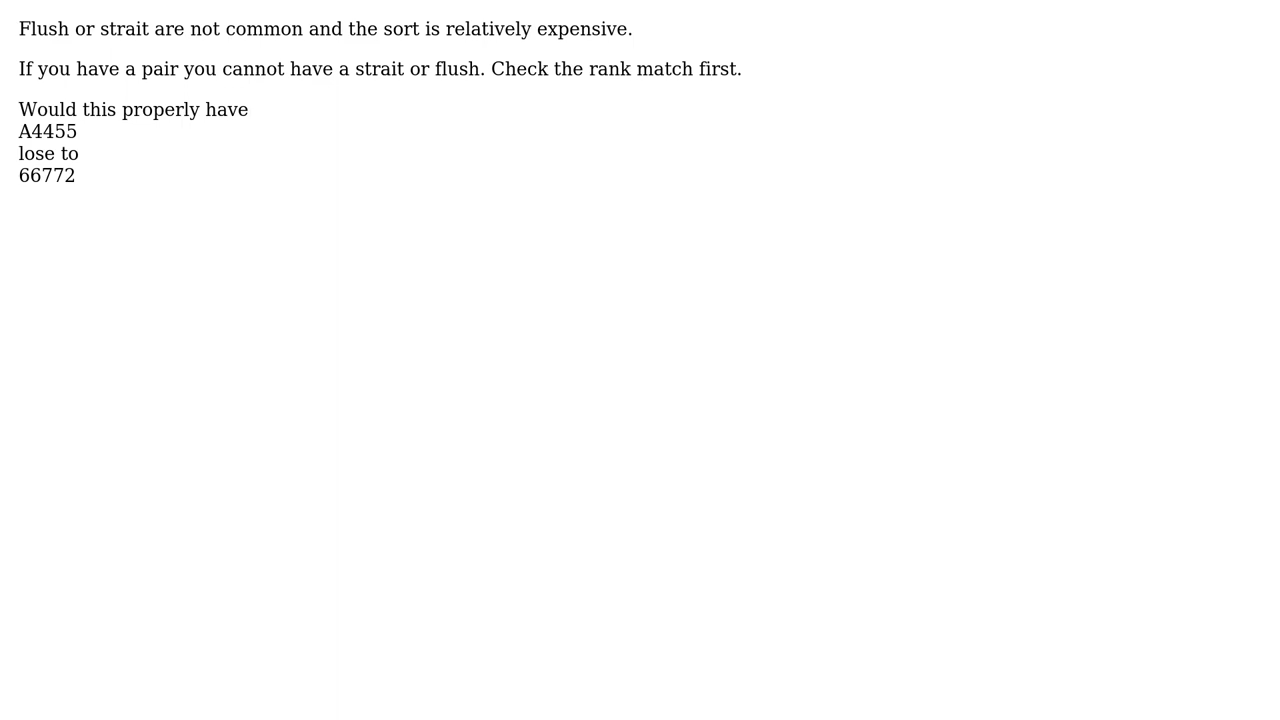 Flush or strait are not common and the sort is relatively expensive.
If you have a pair you cannot have a strait or flush. Check the rank match first.
Would this properly have
A4455
lose to
66772